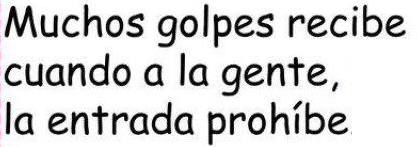 Muchos golpes recibe
cuando a la gente,
la entrada prohíbe.